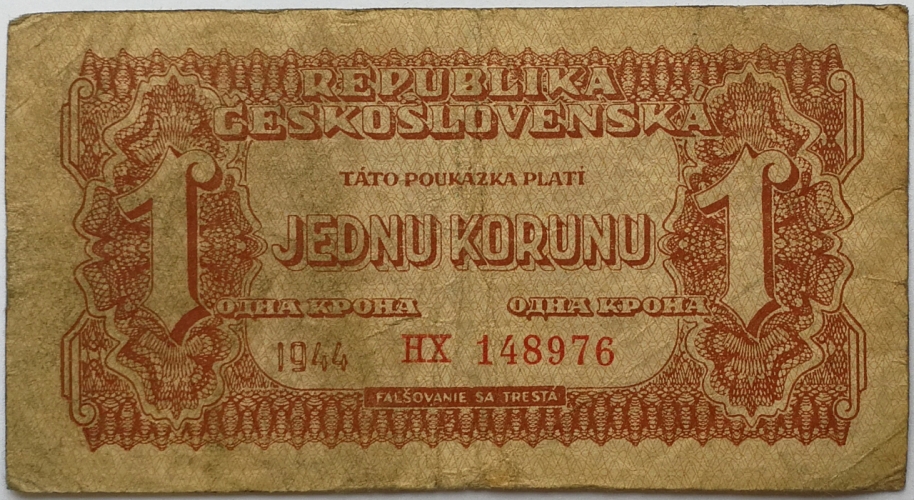 REPUBLIKA
ČESKOSLOVENSKÁ
TÁTO POUKÁZKA PLATÍ
1 JEDNU KORUNU 1
ОДНА КРОНА ОДНА КРОНА
1944 HX 148976
FALŠOVANIE SA TRESTÁ